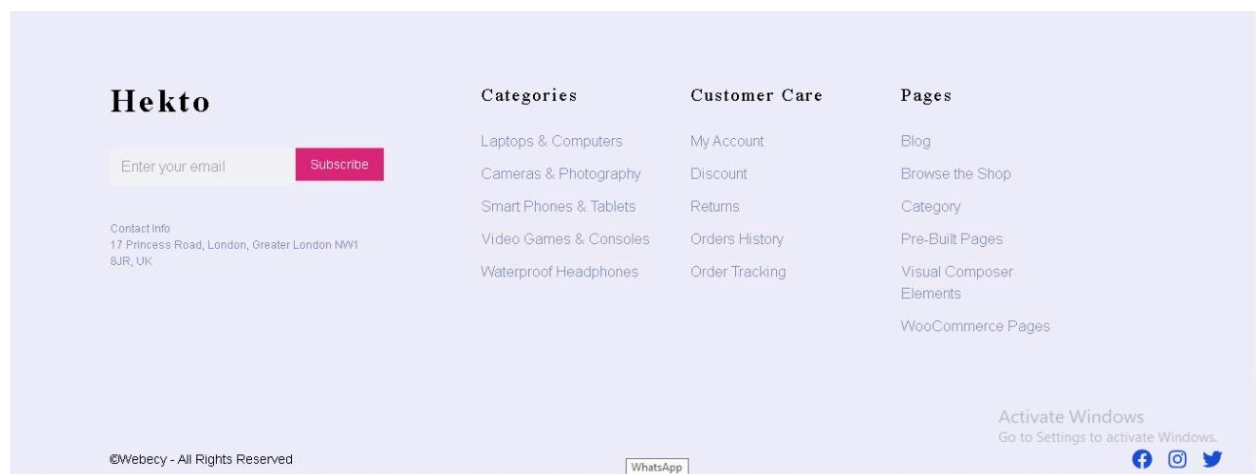 Hekto
Enter your email
Subscribe
Contact Info
17 Princess Road, London, Greater London NW1
8JR, UK
Categories
Laptops & Computers
Cameras & Photography
Smart Phones & Tablets
Video Games & Consoles
Waterproof Headphones
Customer Care
My Account
Discount
Returns
Orders History
Order Tracking
Pages
Blog
Browse the Shop
Category
Pre-Built Pages
Visual Composer
Elements
WooCommerce Pages
Activate Windows
Go to Settings to activate Windows.
©Webecy - All Rights Reserved
WhatsApp